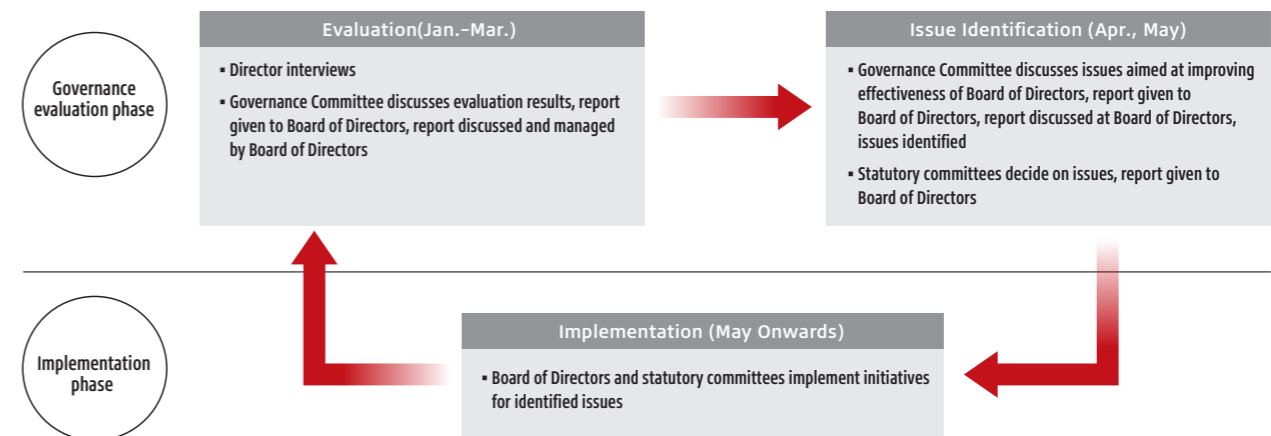 Governance
evaluation phase
Evaluation(Jan.–Mar.)
▪ Director interviews
▪ Governance Committee discusses evaluation results, report
given to Board of Directors, report discussed and managed
by Board of Directors
Issue Identification (Apr., May)
▪ Governance Committee discusses issues aimed at improving
effectiveness of Board of Directors, report given to
Board of Directors, report discussed at Board of Directors,
issues identified
▪ Statutory committees decide on issues, report given to
Board of Directors
Implementation
phase
Implementation (May Onwards)
▪ Board of Directors and statutory committees implement initiatives
for identified issues